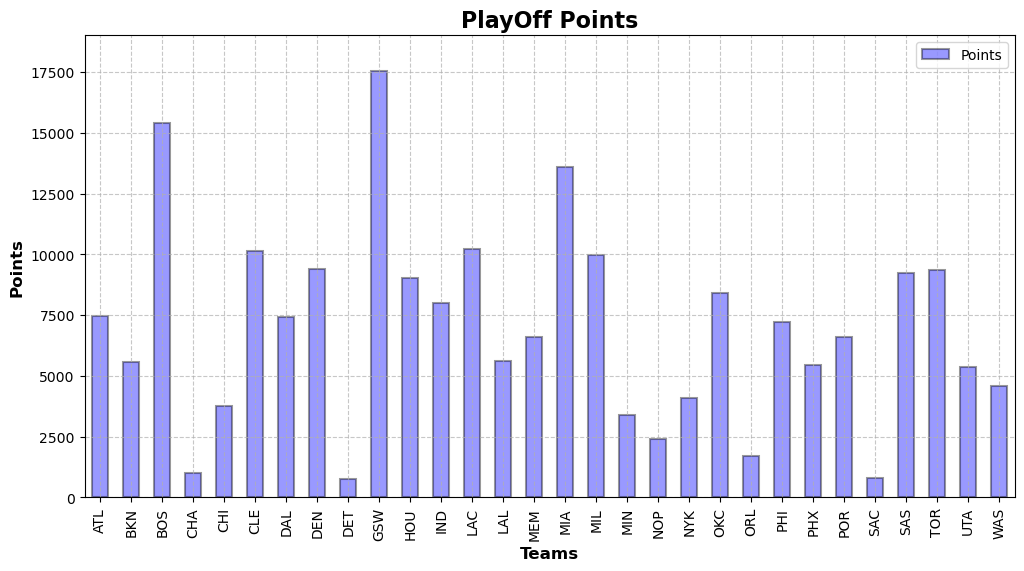 PlayOff Points
Points
17500
15000
12500
10000
7500
5000
2500
0
Points
ATL
BKN
BOS
CHA
CHI
CLE
DAL
DEN
DET
GSW
HOU
IND
LAC
LAL
MEM
MIA
MIL
MIN
NOP
NYK
OKC
ORL
PHI
PHX
POR
SAC
SAS
TOR
UTA
WAS
Teams